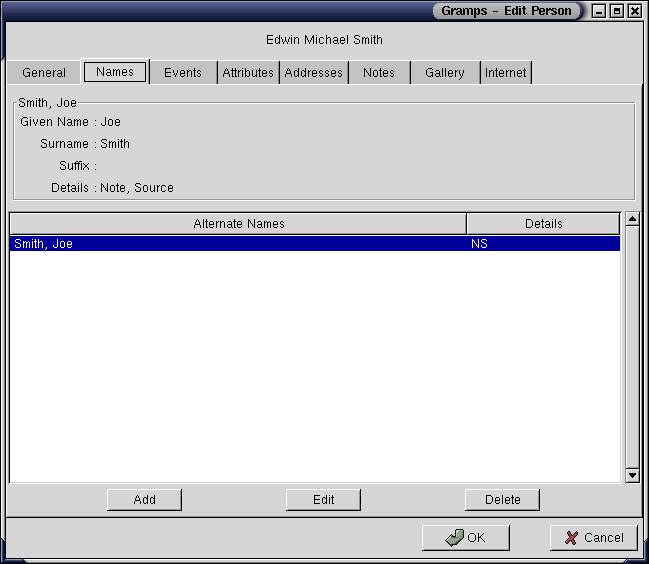 Gramps - Edit Person
Edwin Michael Smith
General Names Events Attributes Addresses Notes Gallery Internet
Smith, Joe
Given Name : Joe
Surname : Smith
Suffix :
Details : Note, Source
Alternate Names Details
Smith, Joe NS
Add Edit Delete
OK Cancel